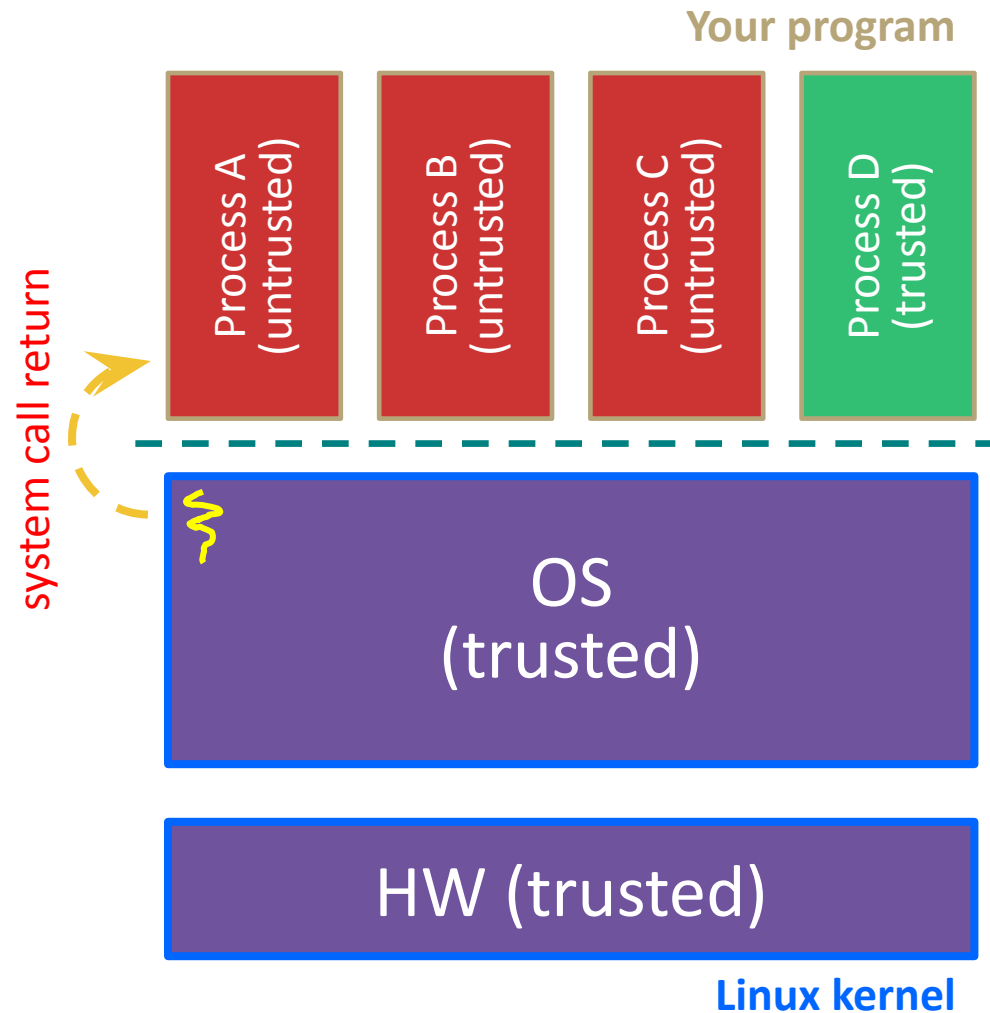 Your program
Process A
(untrusted)
Process B
(untrusted)
Process C
(untrusted)
Process D
(trusted)
system call return
OS
(trusted)
HW (trusted)
Linux kernel